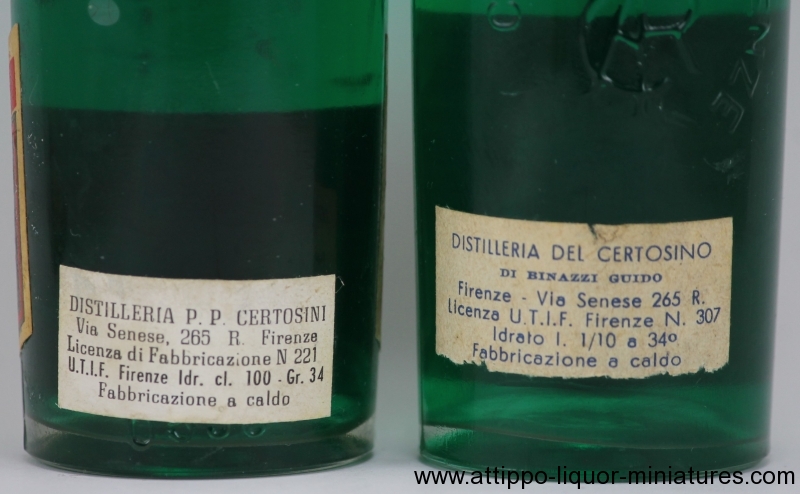 DISTILLERIA P. P. CERTOSINI
Via Senese, 265 R. Firenze
Licenza di Fabbricazione N 221
U.T.I.F. Firenze Idr. cl. 100 - Gr. 34
Fabbricazione a caldo
DISTILLERIA DEL CERTOSINO
DI BINAZZI GUIDO
Firenze - Via Senese 265 R.
Licenza U.T.I.F. Firenze N. 307
Idrato l. 1/10 a 34º
Fabbricazione a caldo
www.attippo-liquor-miniatures.com